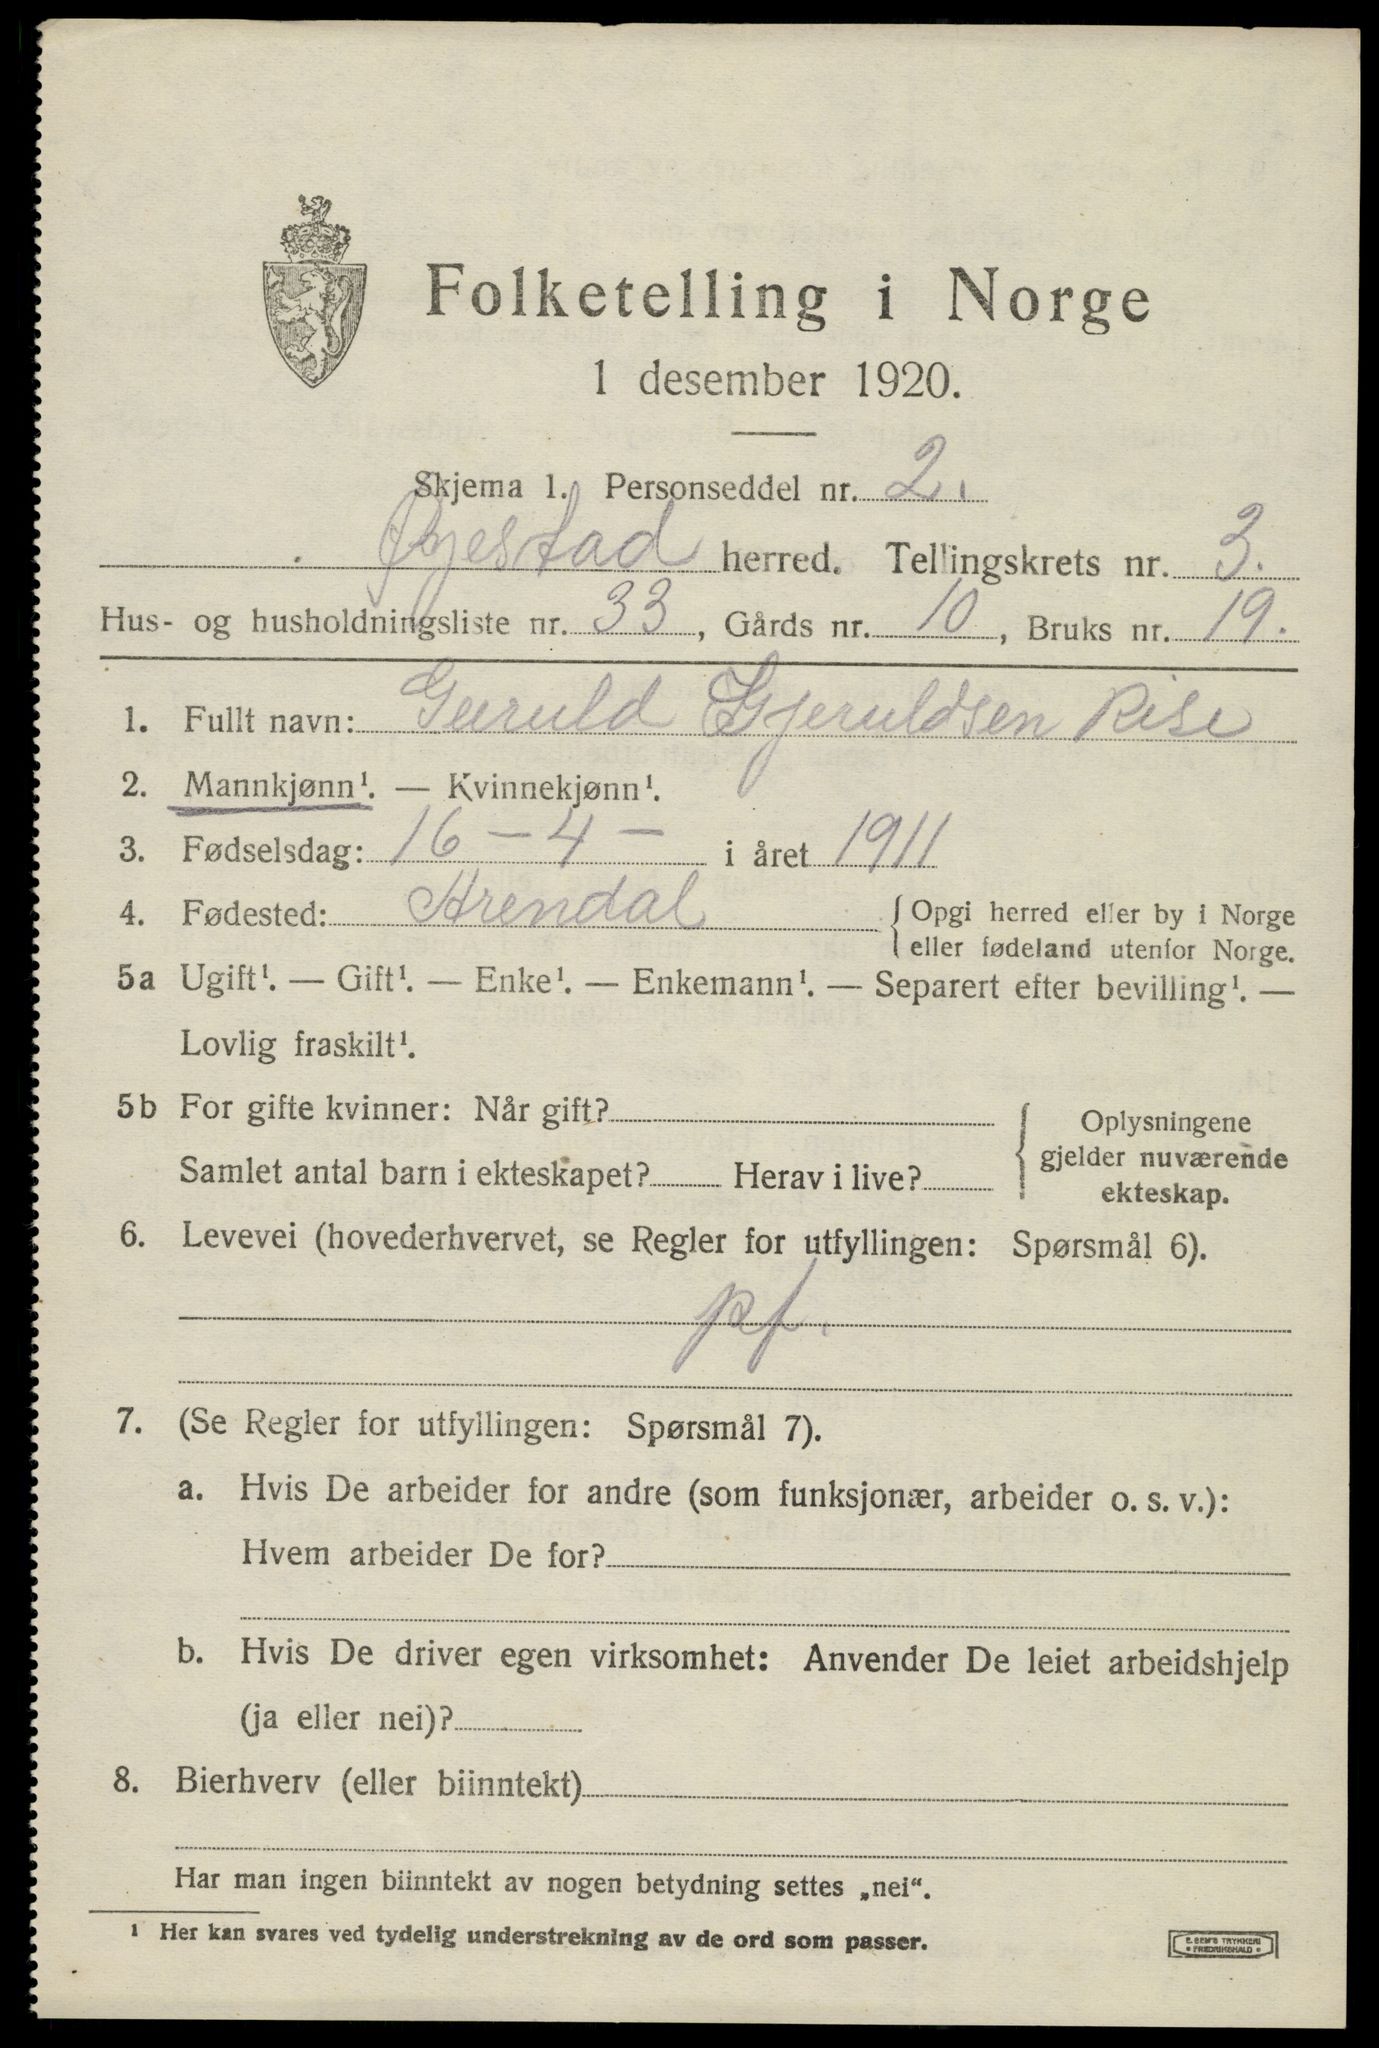 Folketelling i Norge
1 desember 1920.
Skjema 1. Personseddel nr. 2.
Øyestad herred. Tellingskrets nr. 3.
Hus- og husholdningsliste nr. 33, Gårds nr. 10, Bruks nr. 19.
1. Fullt navn: Gjeruldsen Rise
2. Mannkjønn¹. — Kvinnekjønn¹.
3. Fødselsdag: 16 – 4 – i året 1911
4. Fødested: Arendal { Opgi herred eller by i Norge
eller fødeland utenfor Norge.
5a Ugift¹. — Gift¹. — Enke¹. — Enkemann¹. — Separert efter bevilling¹. —
Lovlig fraskilt¹.
5b For gifte kvinner: Når gift?
Samlet antal barn i ekteskapet? Herav i live?
{ Oplysningene
gjelder nuværende
ekteskap.
6. Levevei (hovederhvervet, se Regler for utfyllingen: Spørsmål 6).
pf.
7. (Se Regler for utfyllingen: Spørsmål 7).
a. Hvis De arbeider for andre (som funksjonær, arbeider o. s. v.):
Hvem arbeider De for?
b. Hvis De driver egen virksomhet: Anvender De leiet arbeidshjelp
(ja eller nei)?
8. Bierhverv (eller biinntekt)
Har man ingen biinntekt av nogen betydning settes „nei“.
¹ Her kan svares ved tydelig understrekning av de ord som passer.
E. SEM'S TRYKKERI
• FREDRIKSHALD •